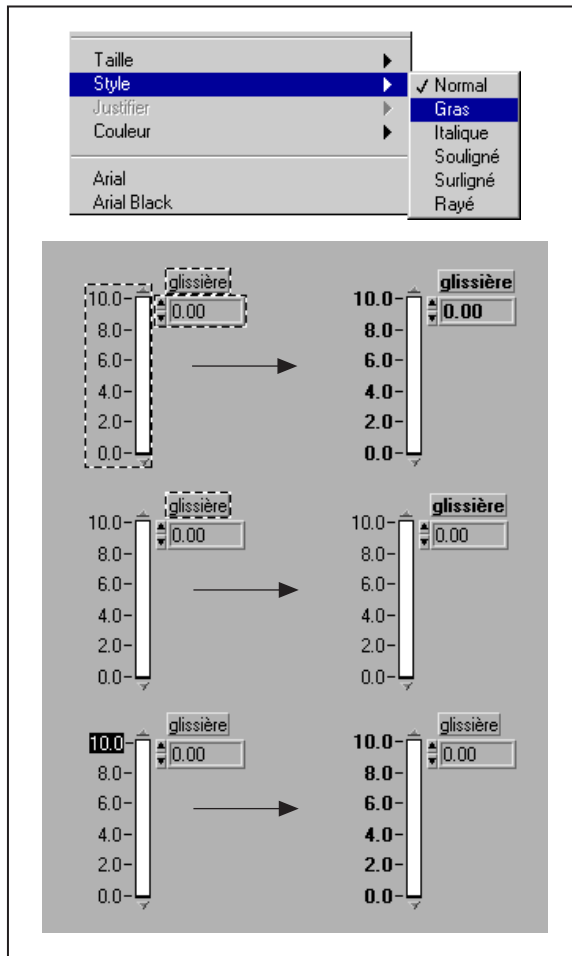 Taille
Style
Justifier
Couleur
Arial
Arial Black
✓ Normal
Gras
Italique
Souligné
Surligné
Rayé
glissière
10.0
0.00
8.0
6.0
4.0
2.0
0.0
glissière
10.0
0.00
8.0
6.0
4.0
2.0
0.0
glissière
10.0
0.00
8.0
6.0
4.0
2.0
0.0
glissière
10.0
0.00
8.0
6.0
4.0
2.0
0.0
glissière
10.0
0.00
8.0
6.0
4.0
2.0
0.0
glissière
10.0
0.00
8.0
6.0
4.0
2.0
0.0